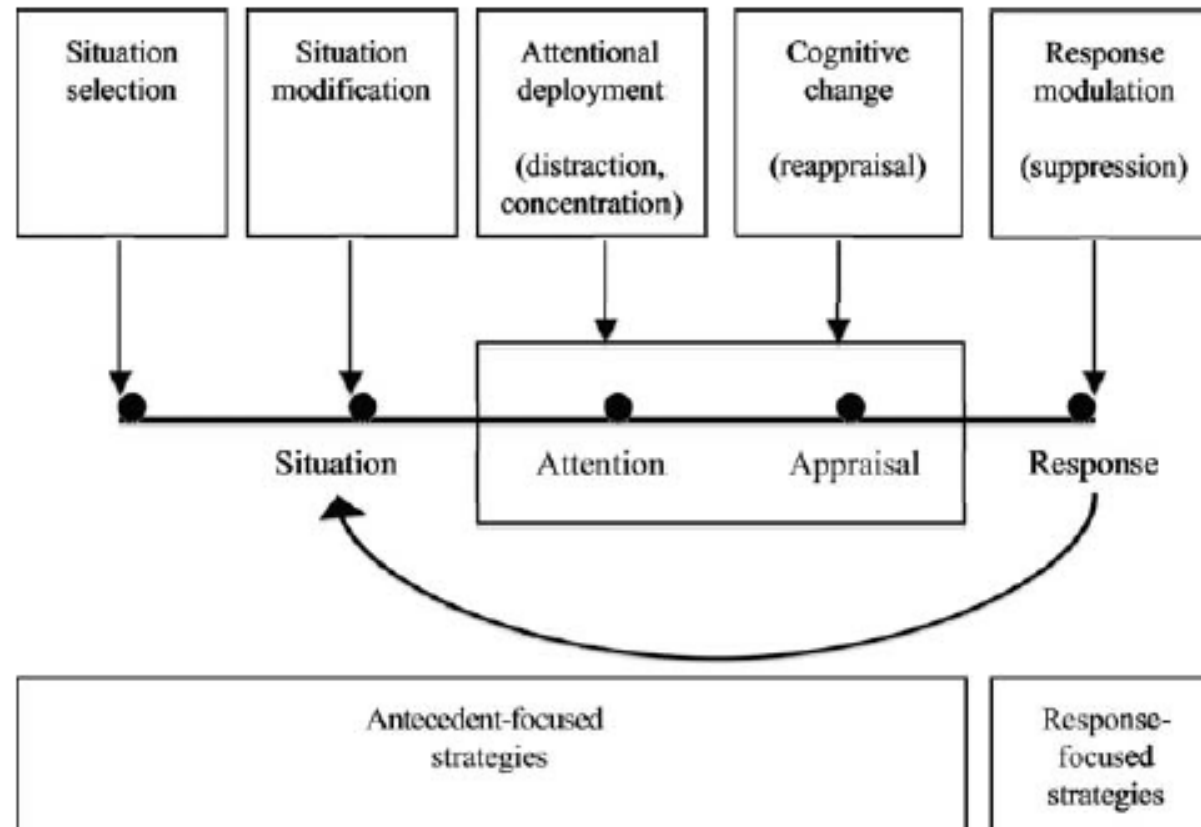 Situation
selection
Situation
modification
Attentional
deployment
(distraction,
concentration)
Cognitive
change
(reappraisal)
Response
modulation
(suppression)
Situation
Attention
Appraisal
Response
Antecedent-focused
strategies
Response-
focused
strategies